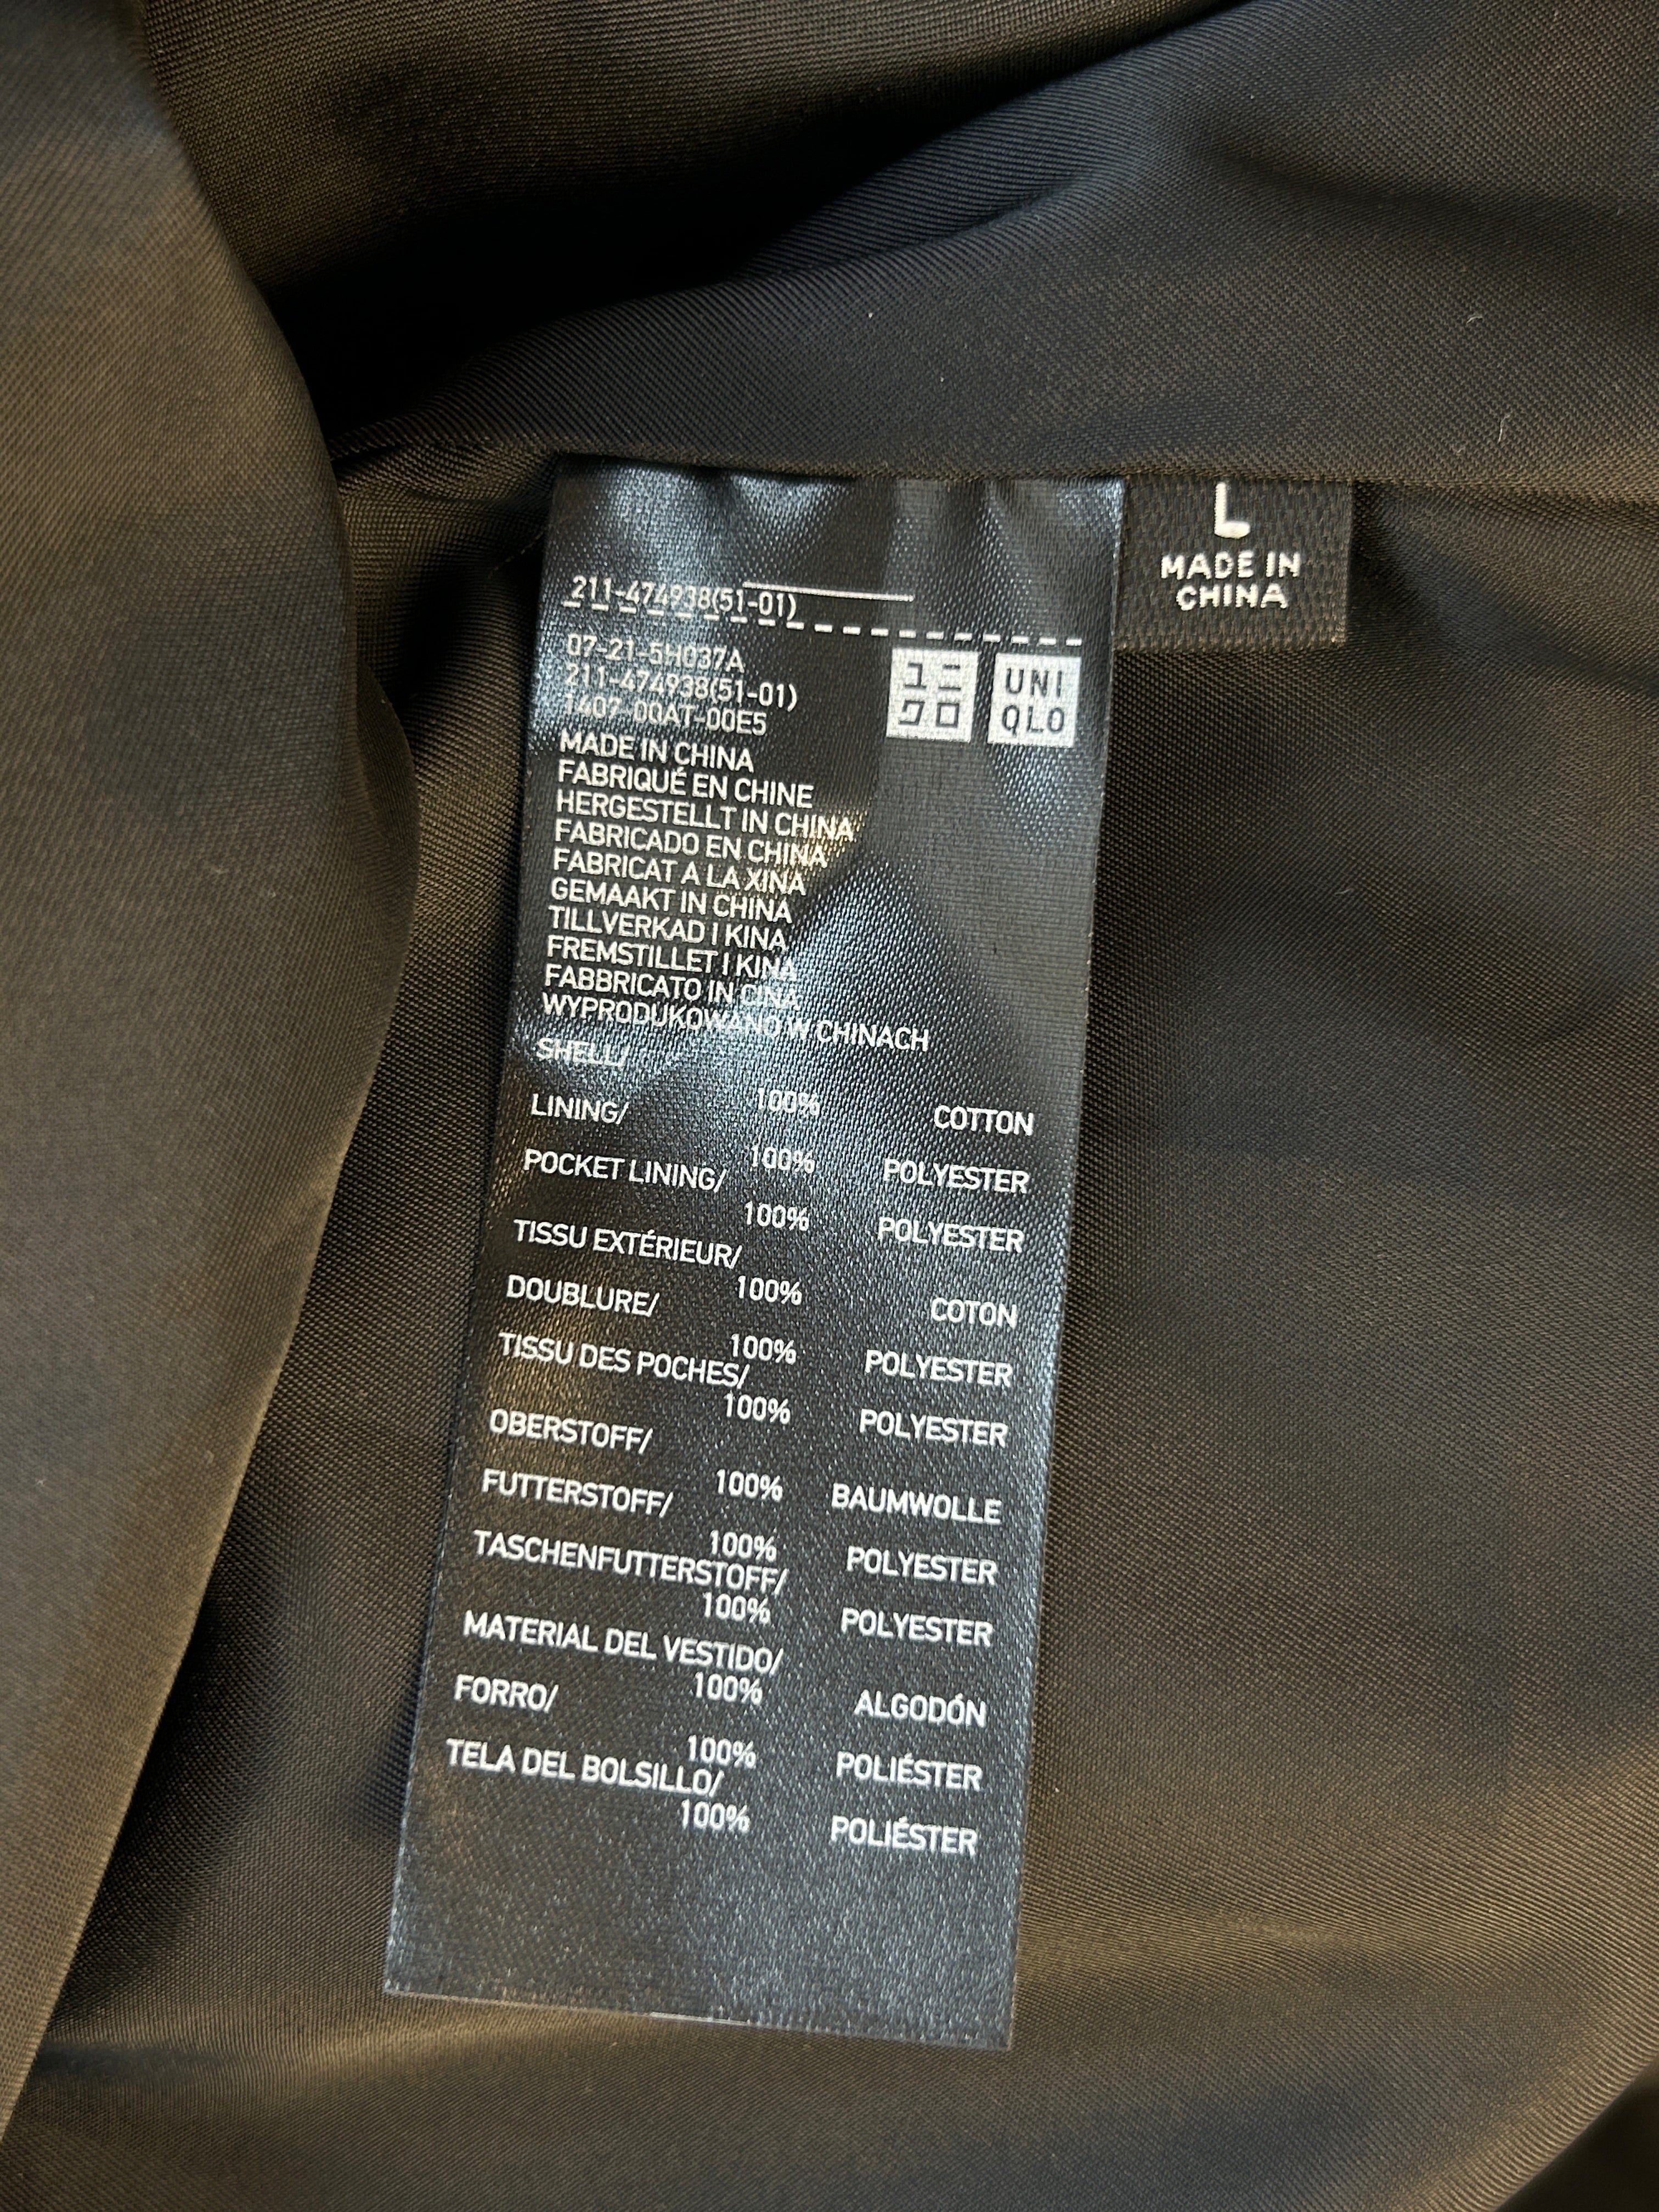 211-474938(51-01)
07-21-5H037A
211-474938(51-01)
1407-00AT-00E5
ユニ
クロ
UNI
QLO
L
MADE IN
CHINA
MADE IN CHINA
FABRIQUÉ EN CHINE
HERGESTELLT IN CHINA
FABRICADO EN CHINA
FABRICAT A LA XINA
GEMAAKT IN CHINA
TILLVERKAD I KINA
FREMSTILLET I KINA
FABBRICATO IN CINA
WYPRODUKOWANO W CHINACH
SHELL/
100% COTTON
LINING/
100% POLYESTER
POCKET LINING/
100% POLYESTER
TISSU EXTÉRIEUR/
100% COTON
DOUBLURE/
100% POLYESTER
TISSU DES POCHES/
100% POLYESTER
OBERSTOFF/
100% BAUMWOLLE
FUTTERSTOFF/
100% POLYESTER
TASCHENFUTTERSTOFF/
100% POLYESTER
MATERIAL DEL VESTIDO/
100% ALGODÓN
FORRO/
100% POLIÉSTER
TELA DEL BOLSILLO/
100% POLIÉSTER